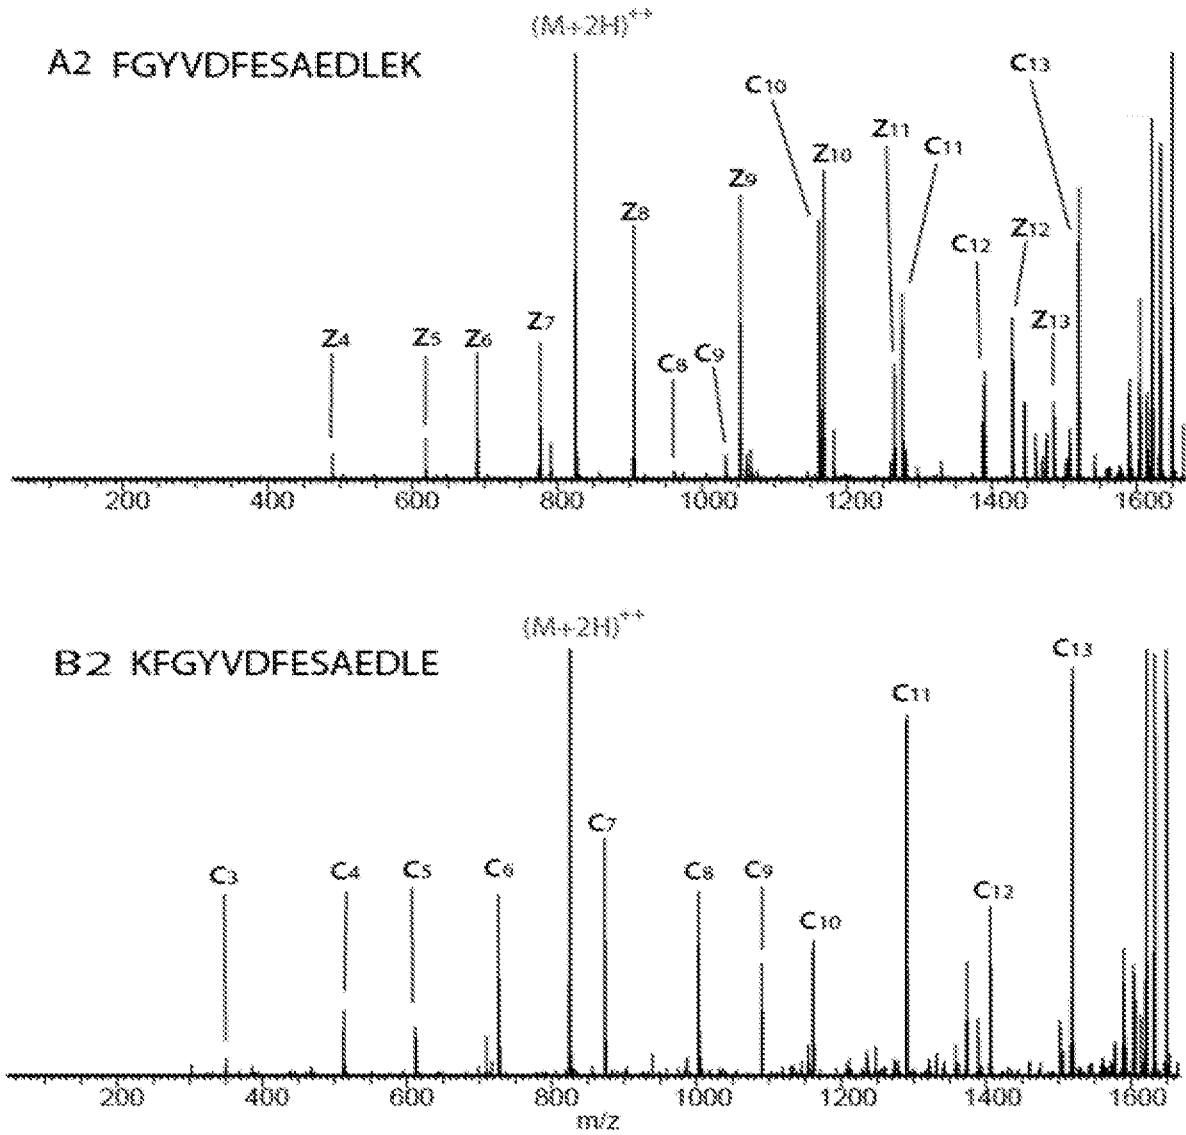 (M+2H)⁺⁺
A2 FGYVDFESAEDLEK
C13
C10
Z11
C11
Z10
Z9
Z8
C12
Z12
Z7
Z13
Z4
Z5
Z6
C8
C9
200 400 600 800 1000 1200 1400 1600
(M+2H)⁺⁺
B2 KFGYVDFESAEDLE
C13
C11
C7
C3
C4
C5
C6
C8
C9
C12
C10
200 400 600 800 1000 1200 1400 1600
m/z